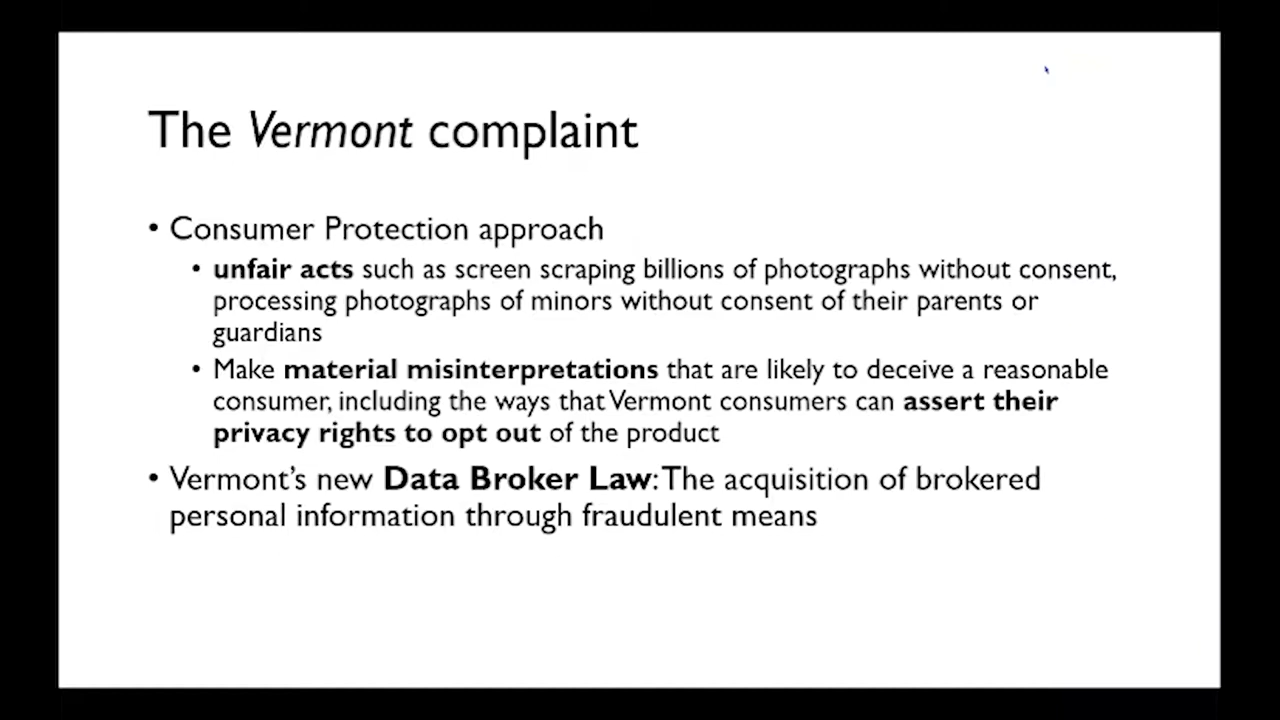 The Vermont complaint
• Consumer Protection approach
• unfair acts such as screen scraping billions of photographs without consent,
processing photographs of minors without consent of their parents or
guardians
• Make material misinterpretations that are likely to deceive a reasonable
consumer, including the ways that Vermont consumers can assert their
privacy rights to opt out of the product
• Vermont’s new Data Broker Law: The acquisition of brokered
personal information through fraudulent means